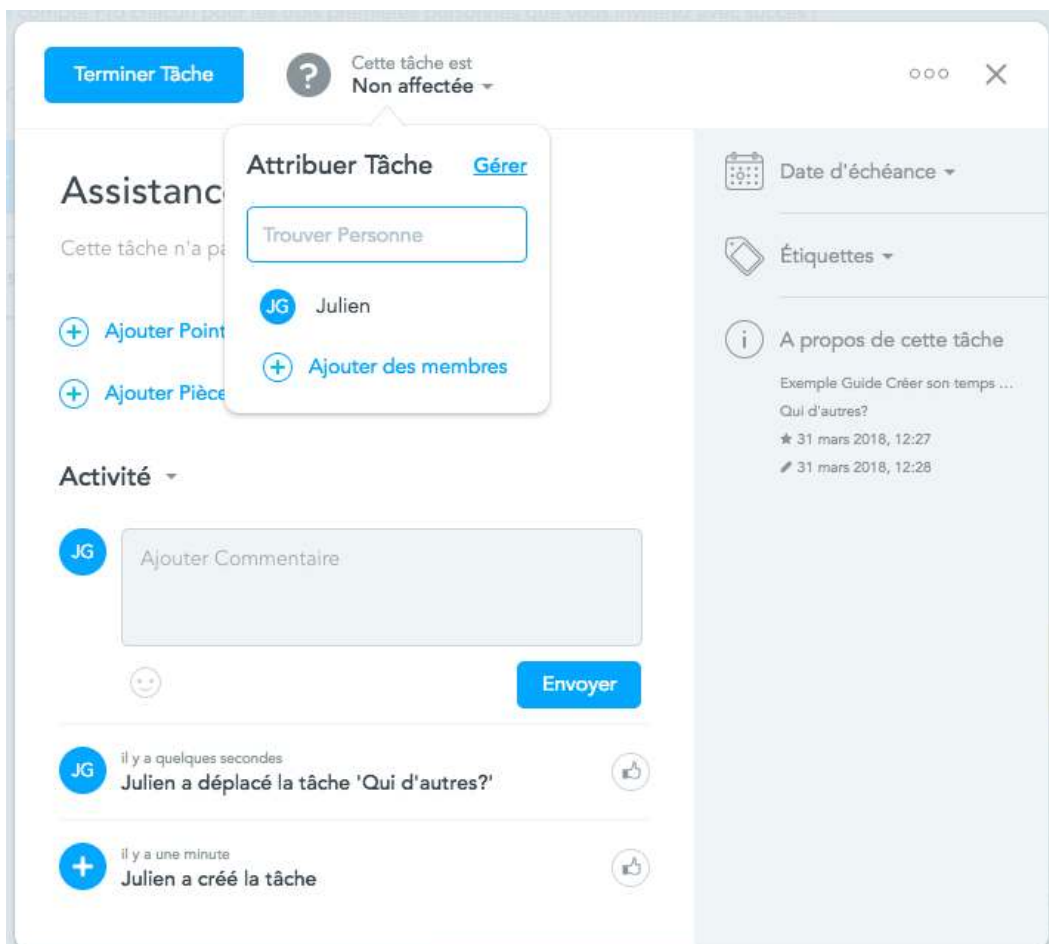 Terminer Tâche
?
Cette tâche est
Non affectée
Attribuer Tâche Gérer
Trouver Personne
JG Julien
Ajouter des membres
Assistanc
Cette tâche n'a pa
Ajouter Point
Ajouter Pièce
Activité
JG
Ajouter Commentaire
Envoyer
JG
il y a quelques secondes
Julien a déplacé la tâche 'Qui d'autres?'
il y a une minute
Julien a créé la tâche
Date d'échéance
Étiquettes
A propos de cette tâche
Exemple Guide Créer son temps ...
Qui d'autres?
31 mars 2018, 12:27
31 mars 2018, 12:28